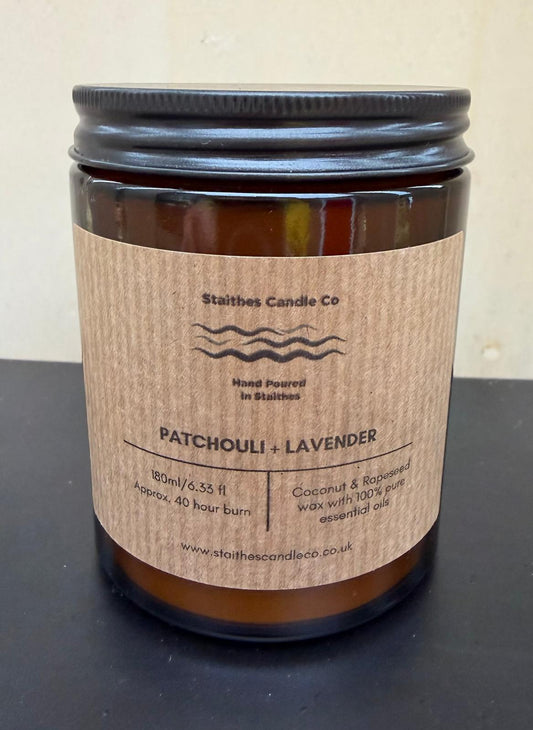 Staithes Candle Co
Hand Poured
in Staithes
PATCHOULI + LAVENDER
180ml/6.33 fl
Approx. 40 hour burn
Coconut & Rapeseed
wax with 100% pure
essential oils
www.staithescandleco.co.uk